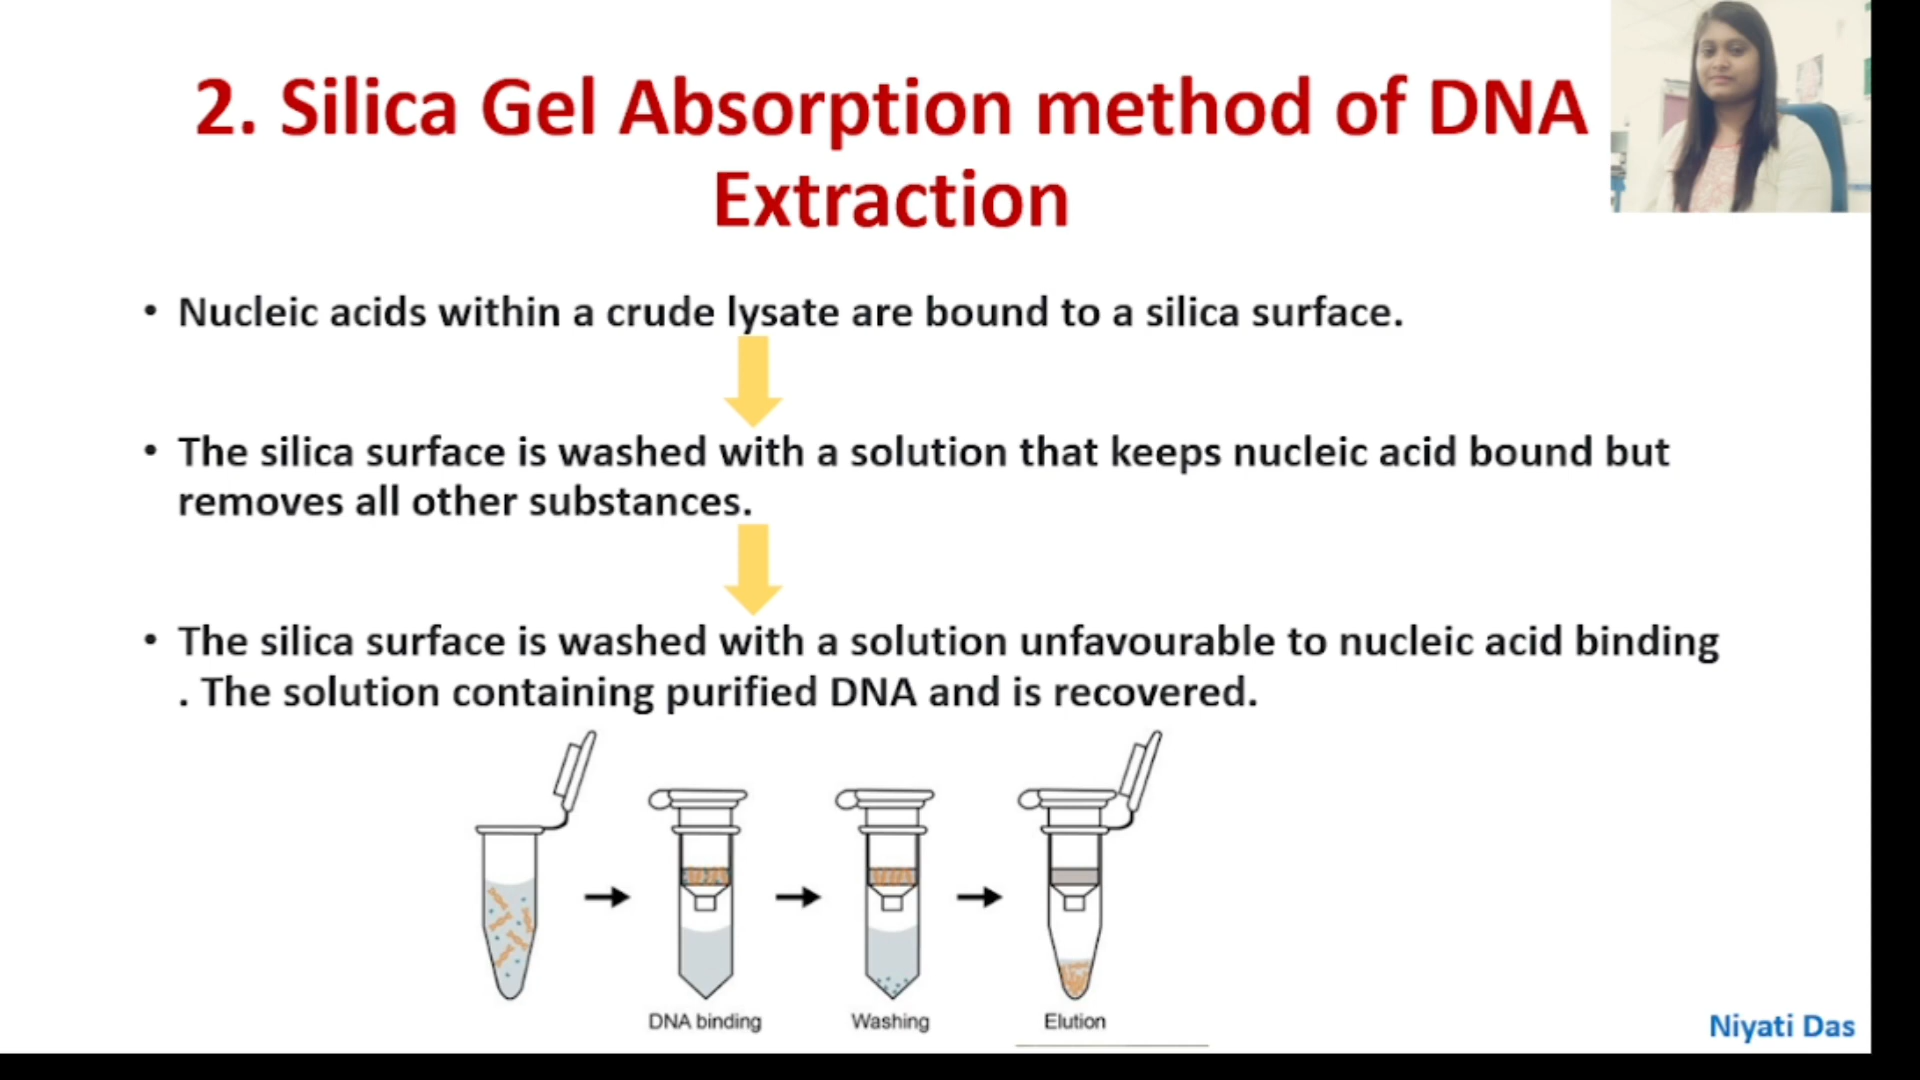 2. Silica Gel Absorption method of DNA
Extraction
• Nucleic acids within a crude lysate are bound to a silica surface.
• The silica surface is washed with a solution that keeps nucleic acid bound but
removes all other substances.
• The silica surface is washed with a solution unfavourable to nucleic acid binding
. The solution containing purified DNA and is recovered.
DNA binding
Washing
Elution
Niyati Das